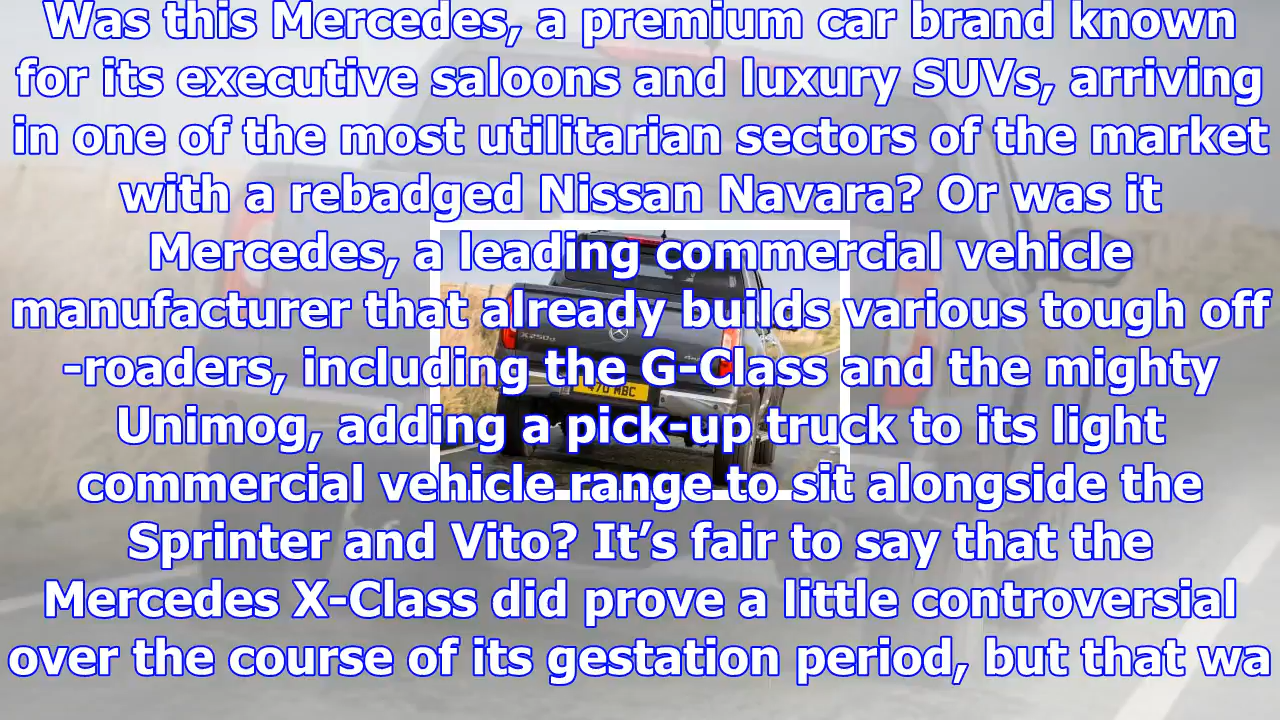 Was this Mercedes, a premium car brand known
for its executive saloons and luxury SUVs, arriving
in one of the most utilitarian sectors of the market
with a rebadged Nissan Navara? Or was it
Mercedes, a leading commercial vehicle
manufacturer that already builds various tough off
-roaders, including the G-Class and the mighty
Unimog, adding a pick-up truck to its light
commercial vehicle range to sit alongside the
Sprinter and Vito? It’s fair to say that the
Mercedes X-Class did prove a little controversial
over the course of its gestation period, but that wa
X250d